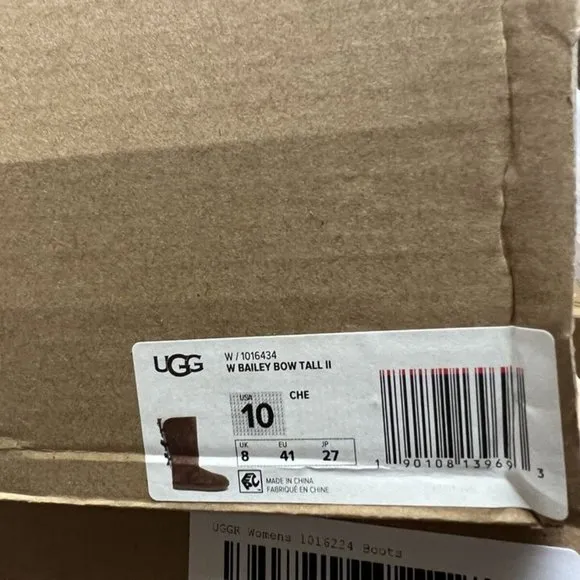 UGG
W / 1016434
W BAILEY BOW TALL II
USA
10
CHE
UK
8
EU
41
JP
27
MADE IN CHINA
FABRIQUÉ EN CHINE
1 90108 13969 3
UGGR Womens 1016224 Boots